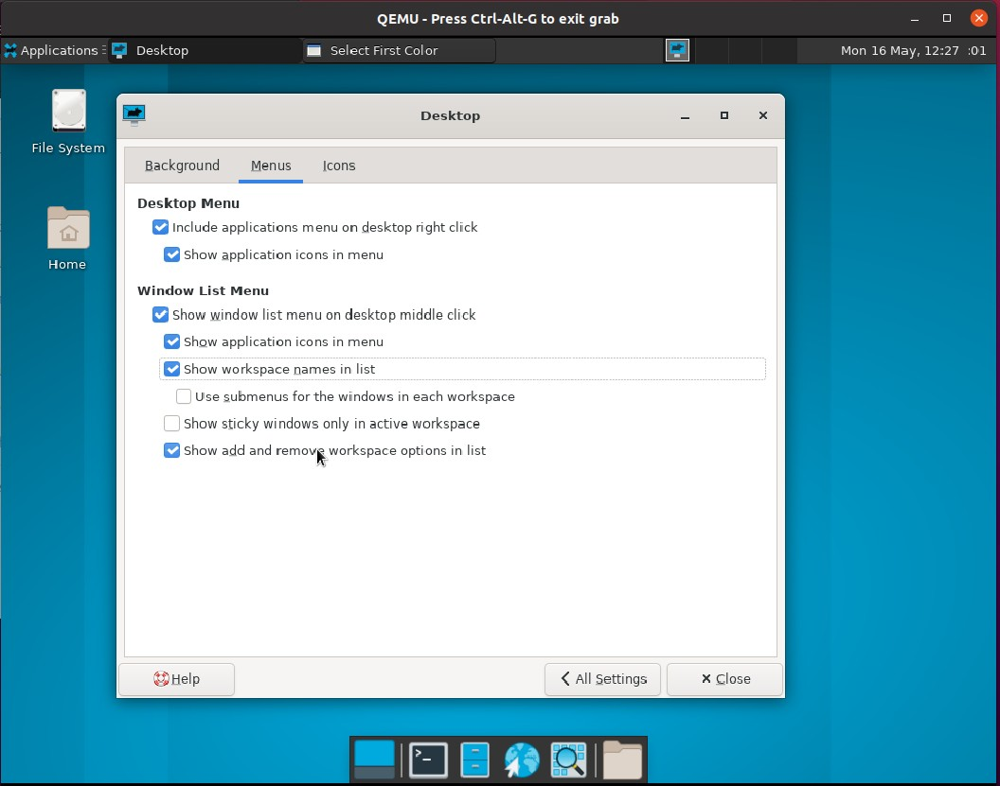 QEMU - Press Ctrl-Alt-G to exit grab
Applications Desktop Select First Color Mon 16 May, 12:27 :01
File System
Home
Desktop
Background Menus Icons
Desktop Menu
Include applications menu on desktop right click
Show application icons in menu
Window List Menu
Show window list menu on desktop middle click
Show application icons in menu
Show workspace names in list
Use submenus for the windows in each workspace
Show sticky windows only in active workspace
Show add and remove workspace options in list
Help All Settings Close